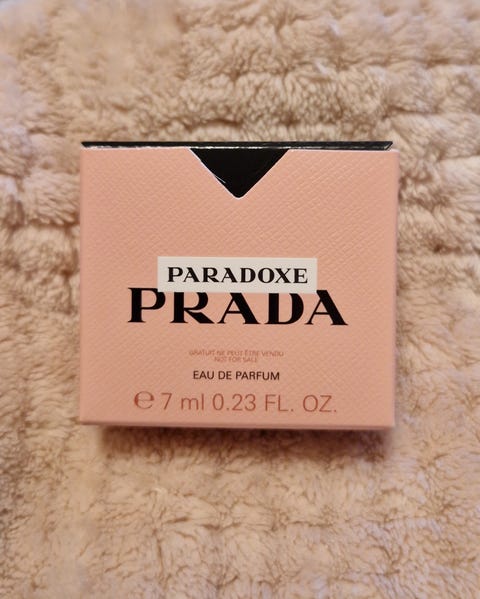 PARADOXE
PRADA
GRATUIT NE PEUT ÊTRE VENDU
NOT FOR SALE
EAU DE PARFUM
℮ 7 ml 0.23 FL. OZ.